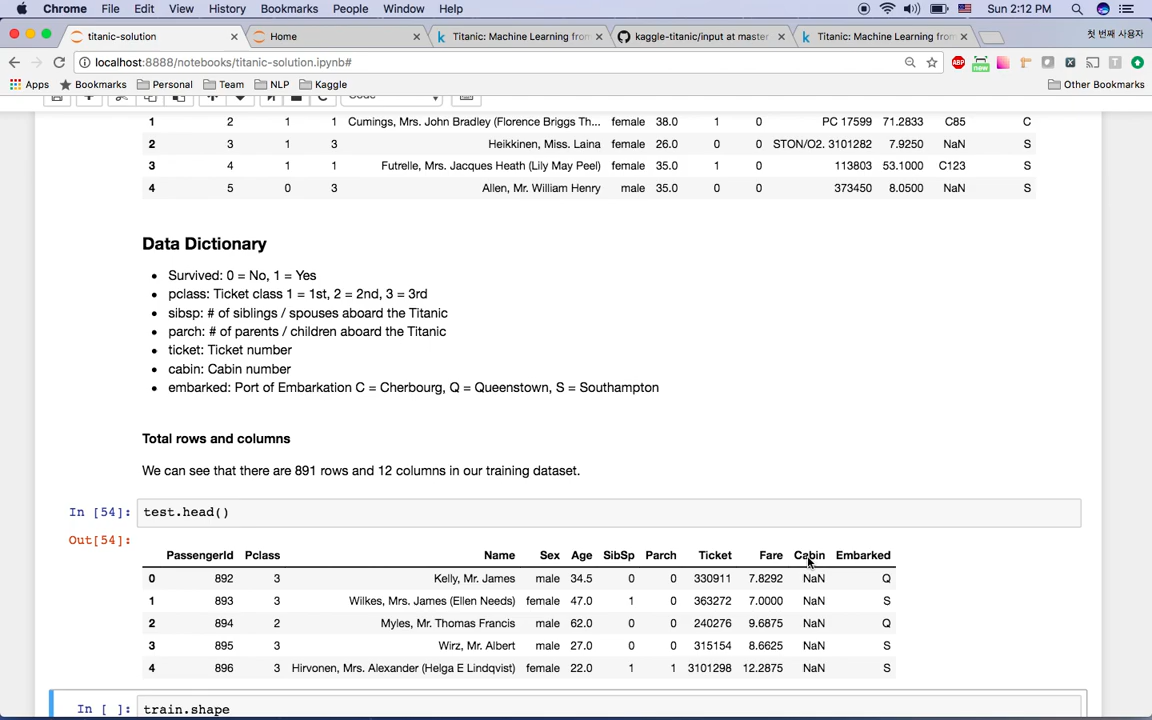 Chrome File Edit View History Bookmarks People Window Help Sun 2:12 PM
titanic-solution Home Titanic: Machine Learning from kaggle-titanic/input at master Titanic: Machine Learning from 첫 번째 사용자
localhost:8888/notebooks/titanic-solution.ipynb#
Apps Bookmarks Personal Team NLP Kaggle Other Bookmarks
1 2 1 1 Cumings, Mrs. John Bradley (Florence Briggs Th... female 38.0 1 0 PC 17599 71.2833 C85 C
2 3 1 3 Heikkinen, Miss. Laina female 26.0 0 0 STON/O2. 3101282 7.9250 NaN S
3 4 1 1 Futrelle, Mrs. Jacques Heath (Lily May Peel) female 35.0 1 0 113803 53.1000 C123 S
4 5 0 3 Allen, Mr. William Henry male 35.0 0 0 373450 8.0500 NaN S
Data Dictionary
• Survived: 0 = No, 1 = Yes
• pclass: Ticket class 1 = 1st, 2 = 2nd, 3 = 3rd
• sibsp: # of siblings / spouses aboard the Titanic
• parch: # of parents / children aboard the Titanic
• ticket: Ticket number
• cabin: Cabin number
• embarked: Port of Embarkation C = Cherbourg, Q = Queenstown, S = Southampton
Total rows and columns
We can see that there are 891 rows and 12 columns in our training dataset.
In [54]: test.head()
Out[54]:
PassengerId Pclass Name Sex Age SibSp Parch Ticket Fare Cabin Embarked
0 892 3 Kelly, Mr. James male 34.5 0 0 330911 7.8292 NaN Q
1 893 3 Wilkes, Mrs. James (Ellen Needs) female 47.0 1 0 363272 7.0000 NaN S
2 894 2 Myles, Mr. Thomas Francis male 62.0 0 0 240276 9.6875 NaN Q
3 895 3 Wirz, Mr. Albert male 27.0 0 0 315154 8.6625 NaN S
4 896 3 Hirvonen, Mrs. Alexander (Helga E Lindqvist) female 22.0 1 1 3101298 12.2875 NaN S
In [ ]: train.shape